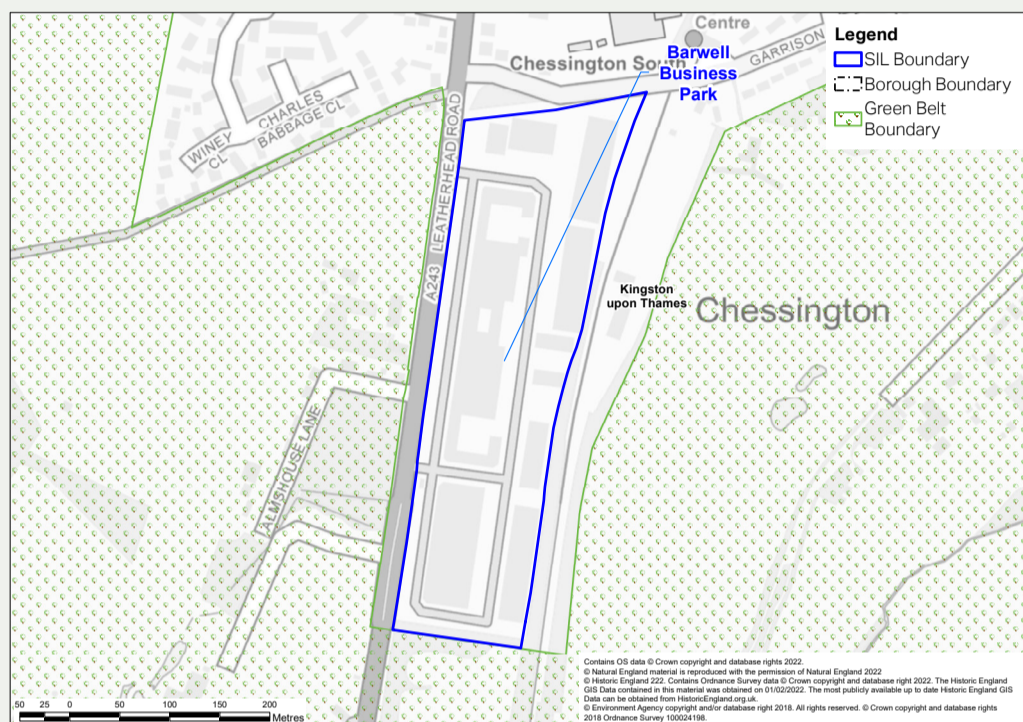 Centre
Chessington South
GARRISON
Barwell
Business
Park
Legend
SIL Boundary
Borough Boundary
Green Belt
Boundary
WINEY
CL
CHARLES
BABBAGE CL
A243 LEATHERHEAD ROAD
Kingston
upon Thames
Chessington
ALMSHOUSE LANE
50 25 0 50 100 150 200
Metres
Contains OS data © Crown copyright and database rights 2022.
© Natural England material is reproduced with the permission of Natural England 2022
© Historic England 222. Contains Ordnance Survey data © Crown copyright and database right 2022. The Historic England
GIS Data contained in this material was obtained on 01/02/2022. The most publicly available up to date Historic England GIS
Data can be obtained from HistoricEngland.org.uk.
© Environment Agency copyright and/or database right 2018. All rights reserved. © Crown copyright and database rights
2018 Ordnance Survey 100024198.